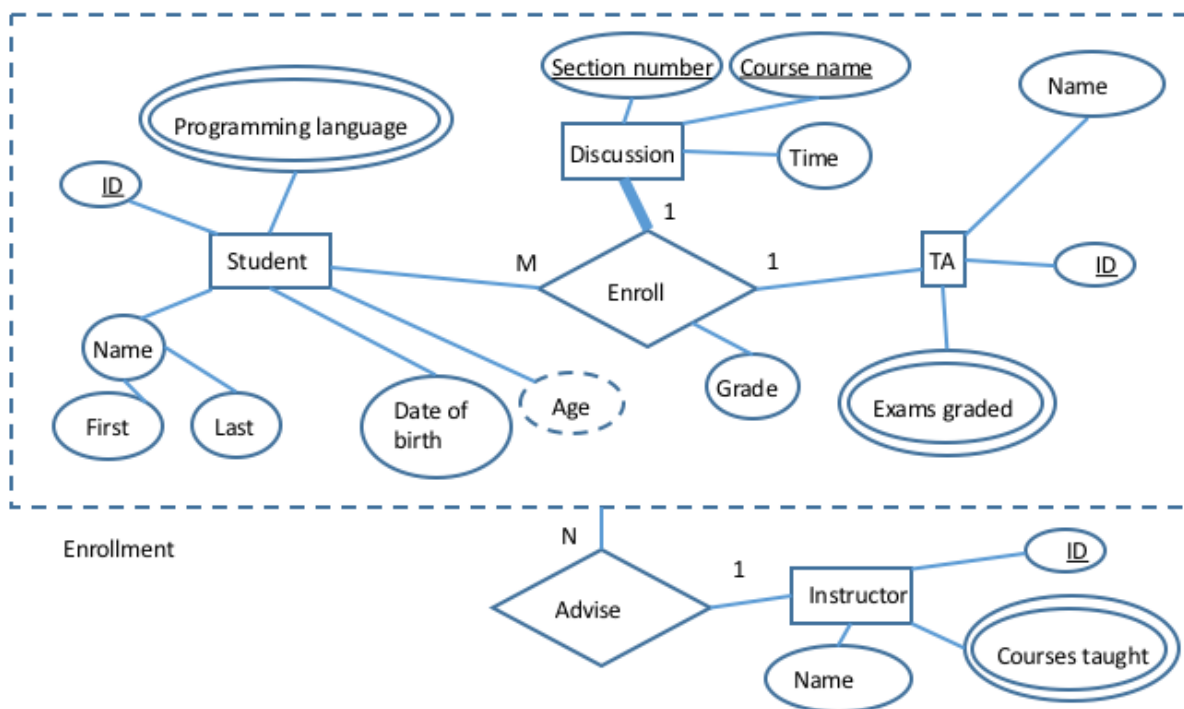 Section number
Course name
Name
Programming language
Discussion
Time
ID
1
Student
M
1
TA
ID
Enroll
Name
Grade
Exams graded
First
Last
Date of
birth
Age
Enrollment
N
ID
1
Advise
Instructor
Courses taught
Name